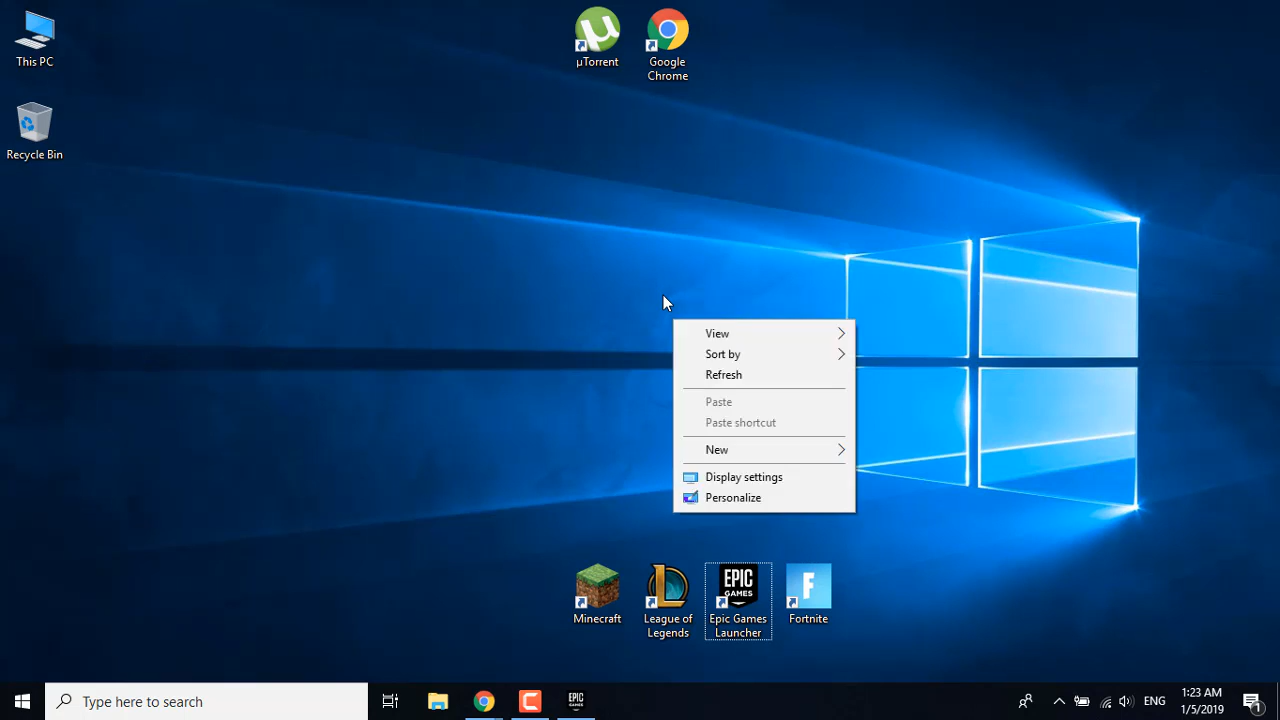 This PC
Recycle Bin
µ
µTorrent
Google
Chrome
View
Sort by
Refresh
Paste
Paste shortcut
New
Display settings
Personalize
Minecraft
L
League of
Legends
EPIC
GAMES
Epic Games
Launcher
F
Fortnite
Type here to search
C
EPIC
GAMES
ENG
1:23 AM
1/5/2019
1